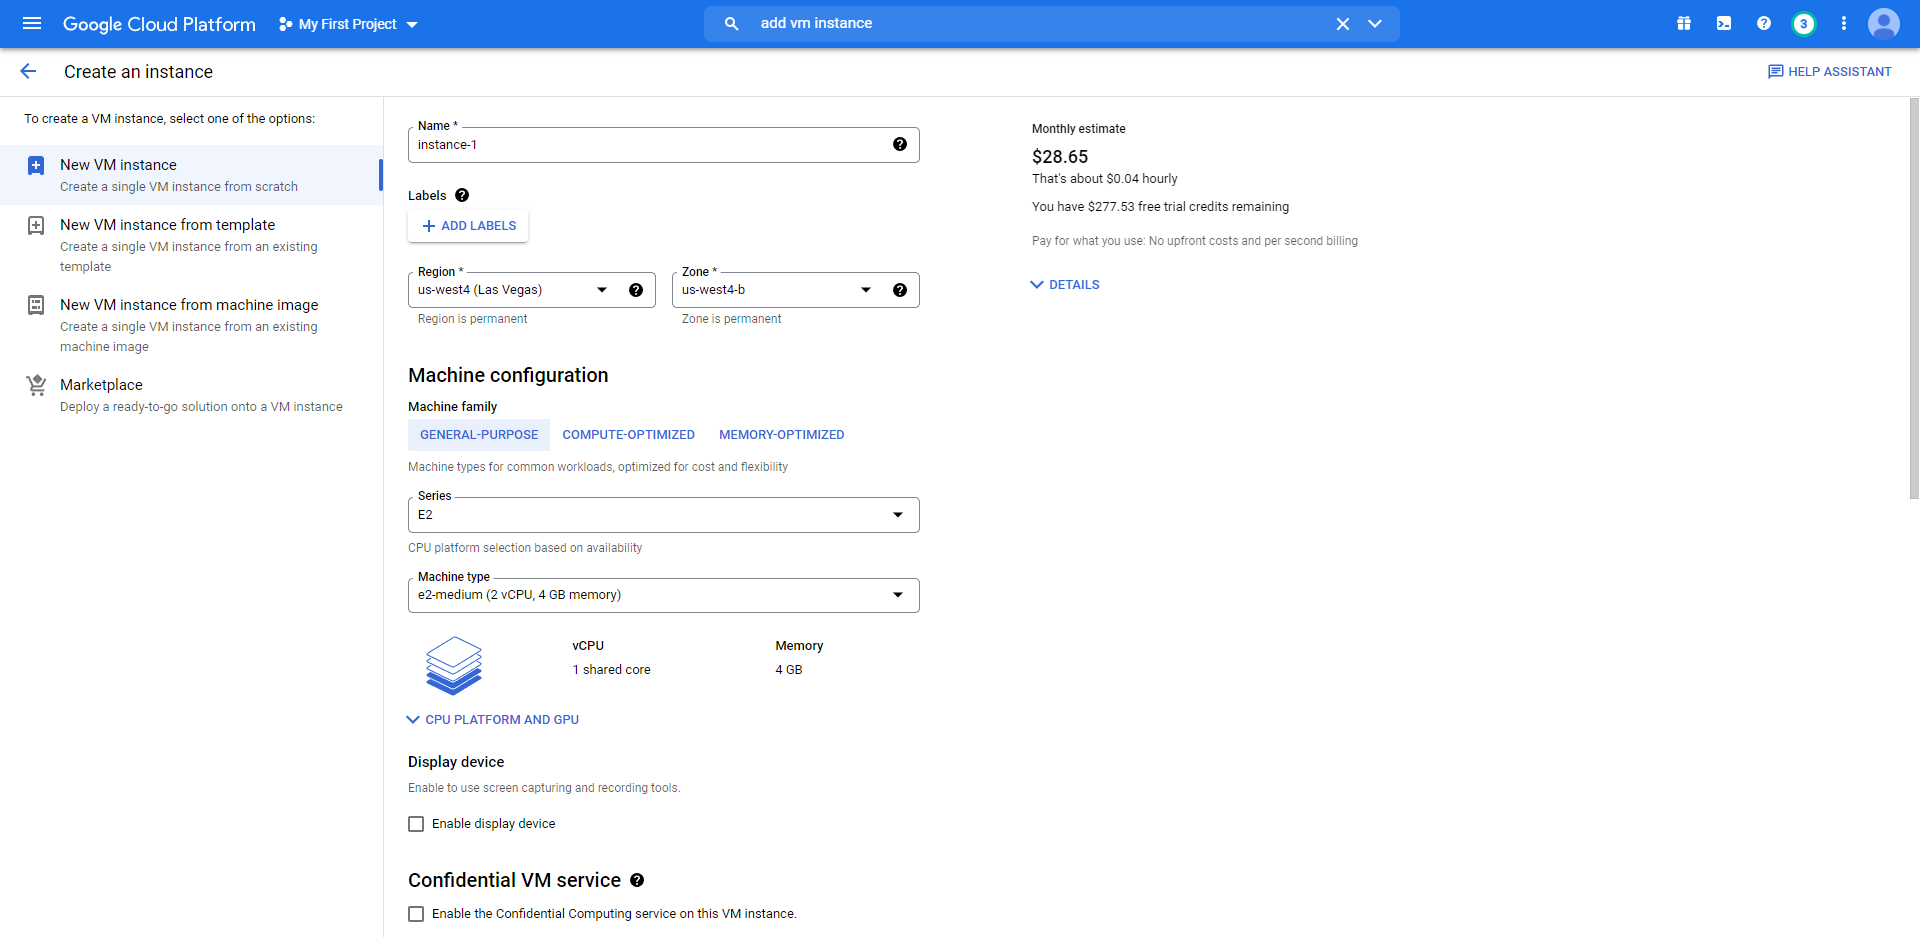 Google Cloud Platform
My First Project
add vm instance
3
Create an instance
HELP ASSISTANT
To create a VM instance, select one of the options:
New VM instance
Create a single VM instance from scratch
New VM instance from template
Create a single VM instance from an existing
template
New VM instance from machine image
Create a single VM instance from an existing
machine image
Marketplace
Deploy a ready-to-go solution onto a VM instance
Name *
instance-1
Labels
ADD LABELS
Region *
us-west4 (Las Vegas)
Region is permanent
Zone *
us-west4-b
Zone is permanent
Machine configuration
Machine family
GENERAL-PURPOSE
COMPUTE-OPTIMIZED
MEMORY-OPTIMIZED
Machine types for common workloads, optimized for cost and flexibility
Series
E2
CPU platform selection based on availability
Machine type
e2-medium (2 vCPU, 4 GB memory)
vCPU
1 shared core
Memory
4 GB
CPU PLATFORM AND GPU
Display device
Enable to use screen capturing and recording tools.
Enable display device
Confidential VM service
Enable the Confidential Computing service on this VM instance.
Monthly estimate
$28.65
That's about $0.04 hourly
You have $277.53 free trial credits remaining
Pay for what you use: No upfront costs and per second billing
DETAILS